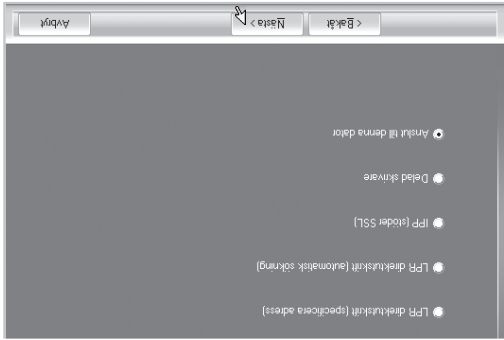 LPR direktutskrift (specificera adress)
LPR direktutskrift (automatisk sökning)
IPP (stöder SSL)
Delad skrivare
Anslut till denna dator
< Bakåt
Nästa >
Avbryt